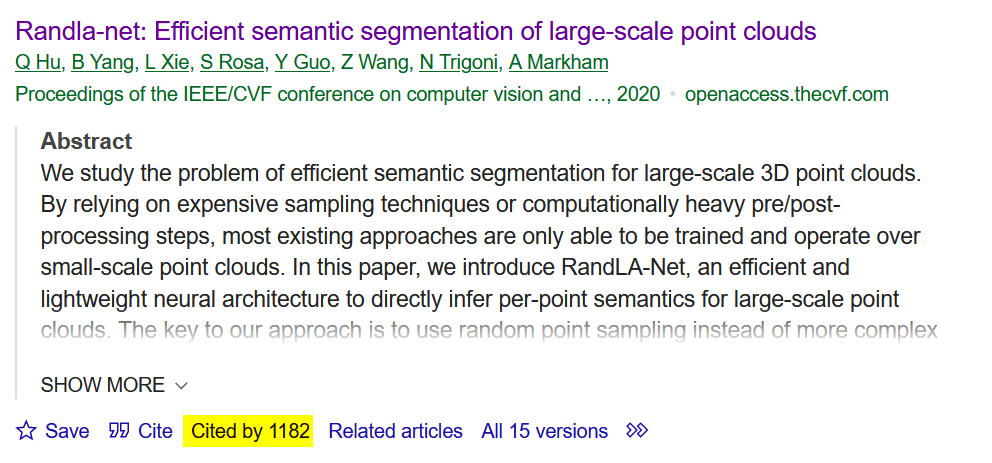 Randla-net: Efficient semantic segmentation of large-scale point clouds
Q Hu, B Yang, L Xie, S Rosa, Y Guo, Z Wang, N Trigoni, A Markham
Proceedings of the IEEE/CVF conference on computer vision and …, 2020 • openaccess.thecvf.com
Abstract
We study the problem of efficient semantic segmentation for large-scale 3D point clouds.
By relying on expensive sampling techniques or computationally heavy pre/post-
processing steps, most existing approaches are only able to be trained and operate over
small-scale point clouds. In this paper, we introduce RandLA-Net, an efficient and
lightweight neural architecture to directly infer per-point semantics for large-scale point
clouds. The key to our approach is to use random point sampling instead of more complex
SHOW MORE
Save Cite Cited by 1182 Related articles All 15 versions